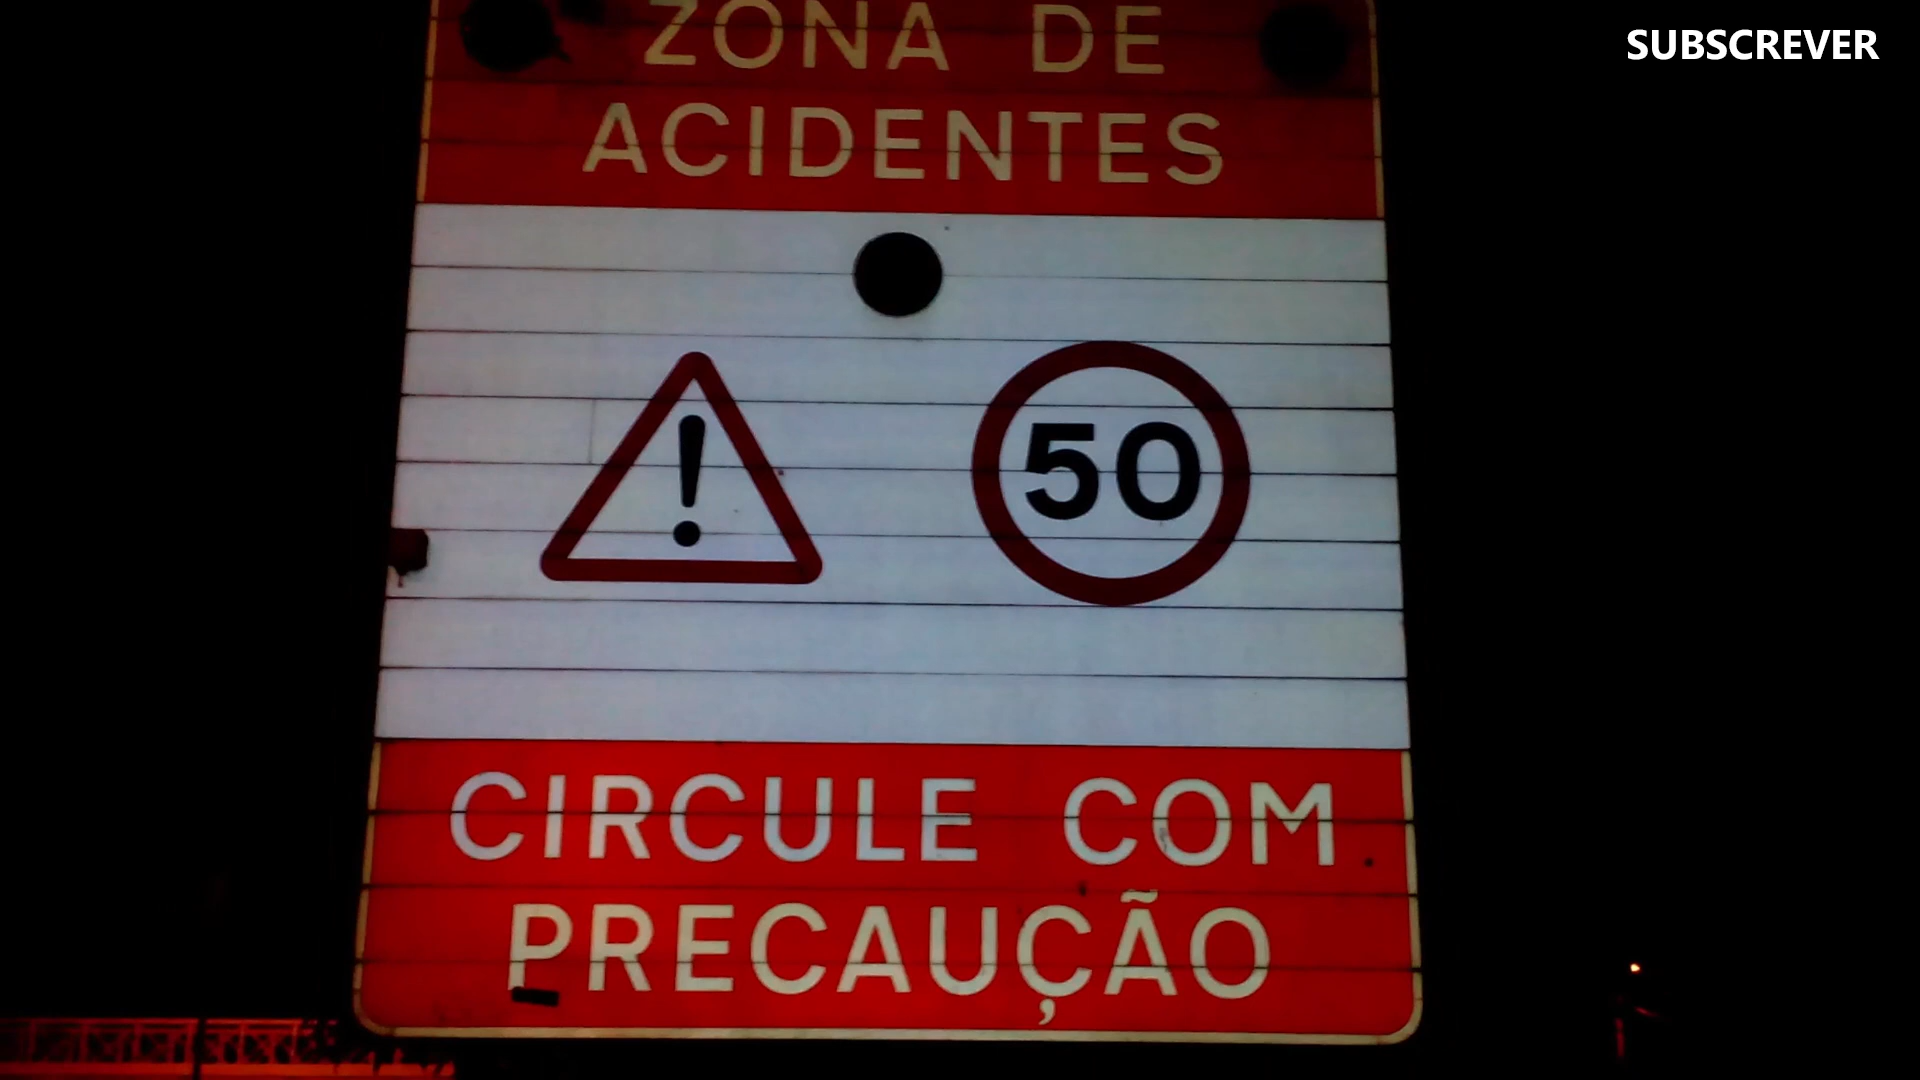 SUBSCREVER
ZONA DE
ACIDENTES
!
50
CIRCULE COM
PRECAUÇÃO